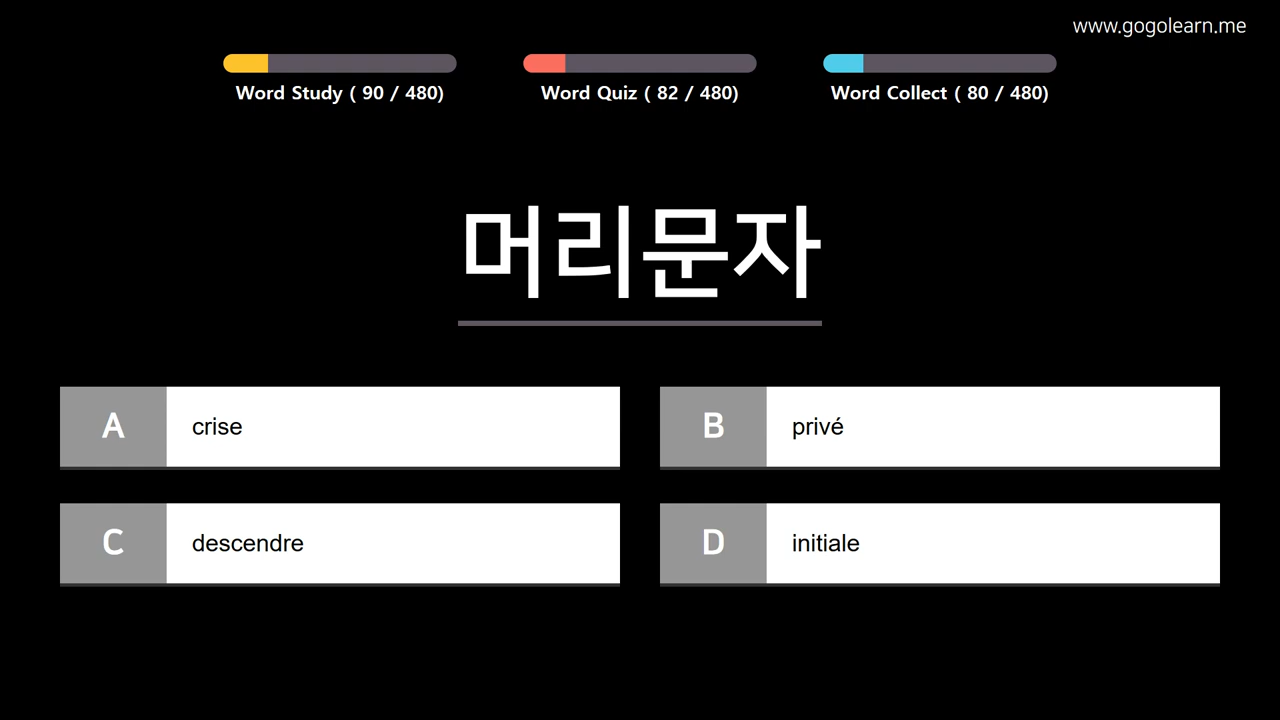 www.gogolearn.me
Word Study ( 90 / 480)
Word Quiz ( 82 / 480)
Word Collect ( 80 / 480)
머리문자
A crise
B privé
C descendre
D initiale